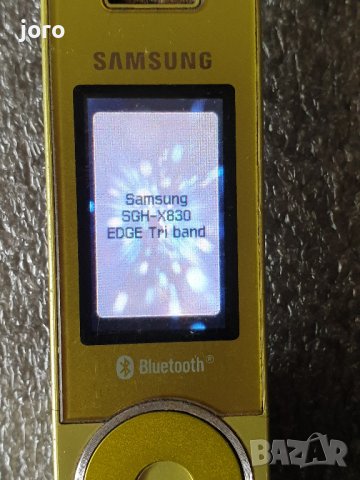 joro
SAMSUNG
Samsung
SGH-X830
EDGE Tri band
Bluetooth®
BAZAR